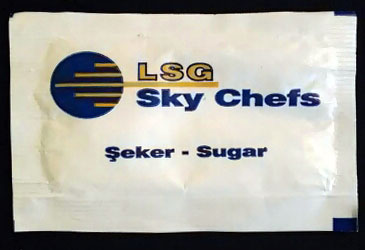 LSG
Sky Chefs
Şeker - Sugar